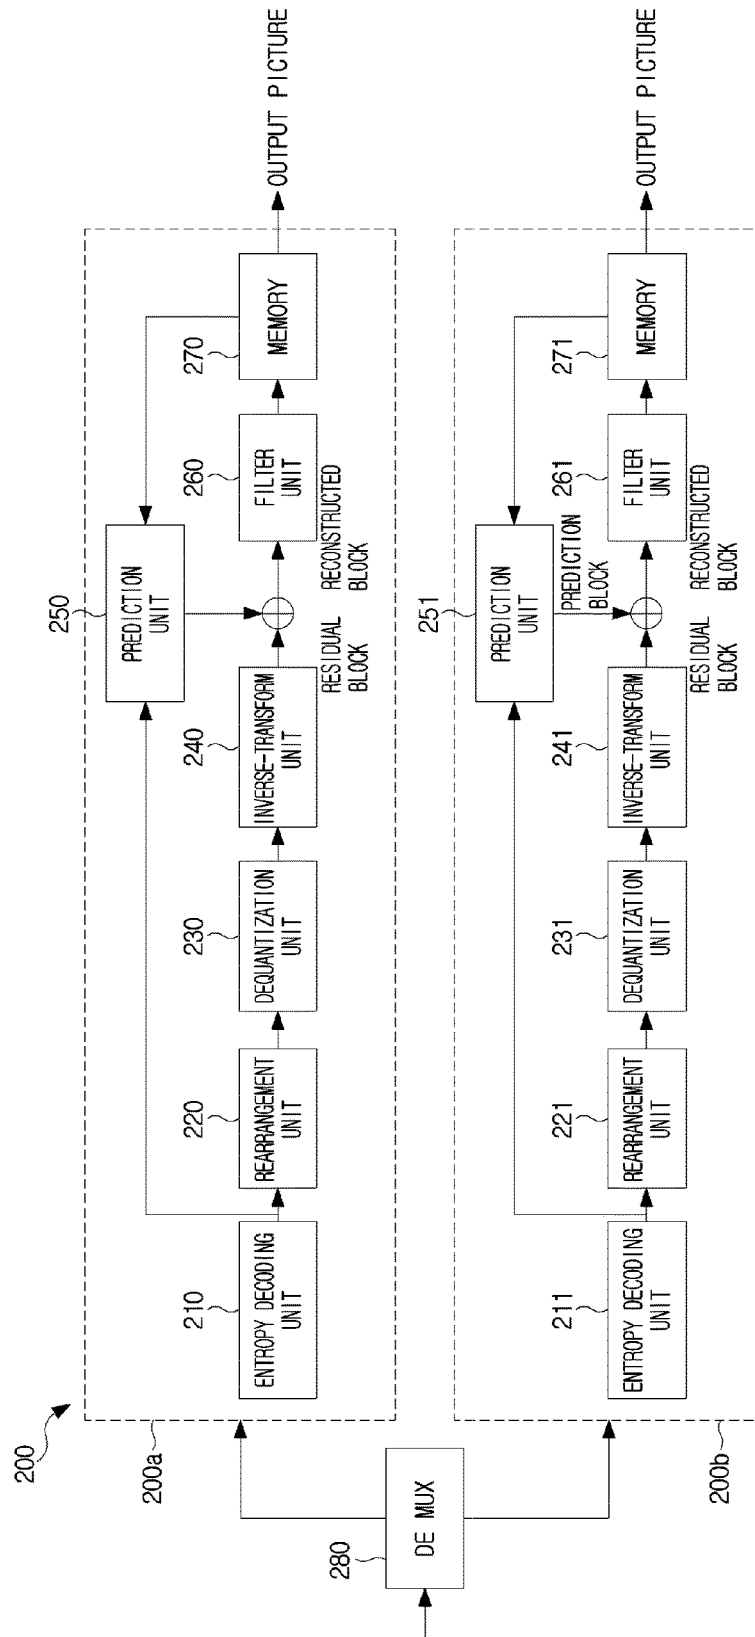 200
200a
250
PREDICTION
UNIT
210
ENTROPY DECODING
UNIT
220
REARRANGEMENT
UNIT
230
DEQUANTIZATION
UNIT
240
INVERSE-TRANSFORM
UNIT
RESIDUAL
BLOCK
RECONSTRUCTED
BLOCK
260
FILTER
UNIT
270
MEMORY
OUTPUT PICTURE
280
DE MUX
200b
251
PREDICTION
UNIT
PREDICTION
BLOCK
211
ENTROPY DECODING
UNIT
221
REARRANGEMENT
UNIT
231
DEQUANTIZATION
UNIT
241
INVERSE-TRANSFORM
UNIT
RESIDUAL
BLOCK
RECONSTRUCTED
BLOCK
261
FILTER
UNIT
271
MEMORY
OUTPUT PICTURE